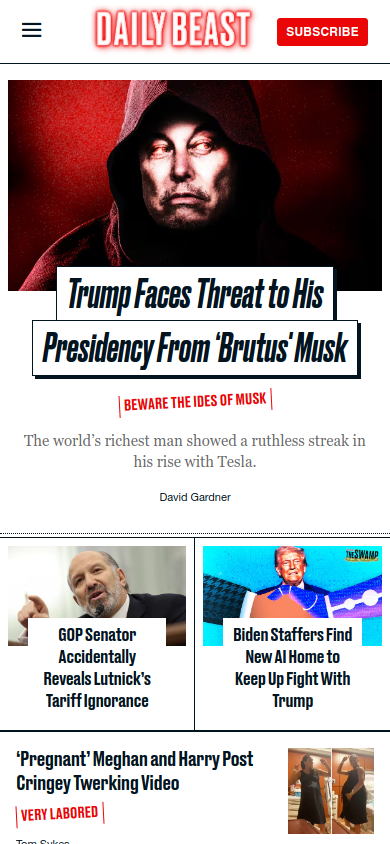 DAILY BEAST
SUBSCRIBE
Trump Faces Threat to His
Presidency From ‘Brutus' Musk
BEWARE THE IDES OF MUSK
The world’s richest man showed a ruthless streak in
his rise with Tesla.
David Gardner
THE SWAMP
GOP Senator
Accidentally
Reveals Lutnick’s
Tariff Ignorance
Biden Staffers Find
New AI Home to
Keep Up Fight With
Trump
‘Pregnant’ Meghan and Harry Post
Cringey Twerking Video
VERY LABORED
Tom Sykes